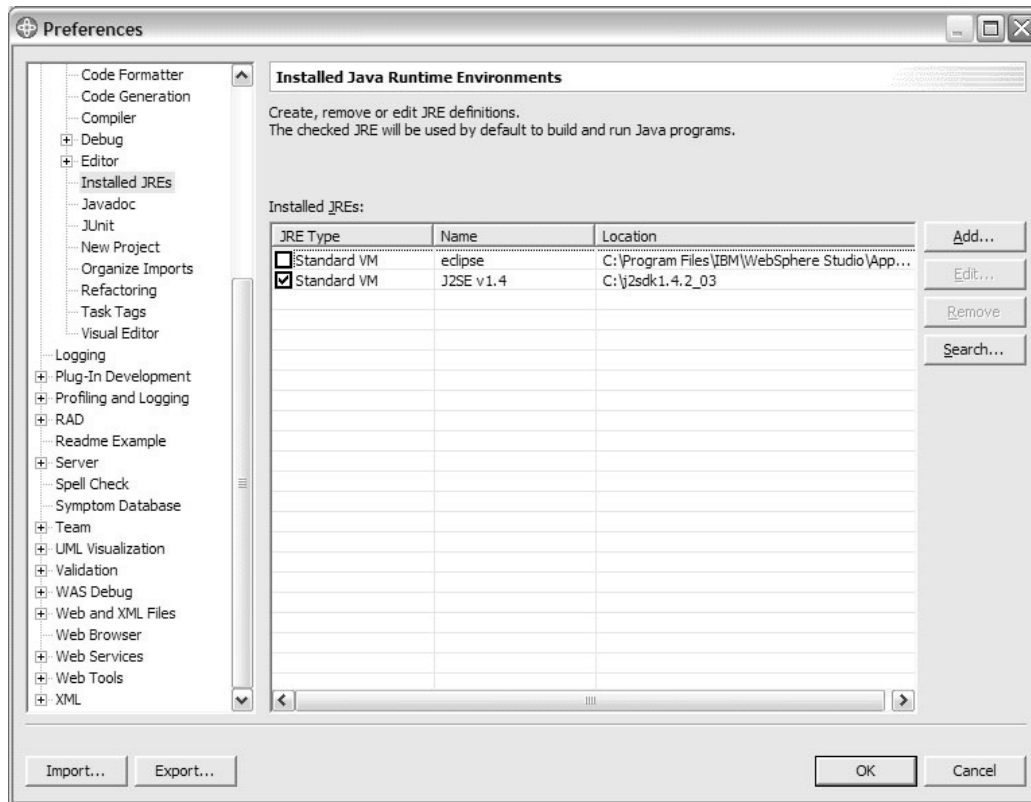 Preferences
Code Formatter
Code Generation
Compiler
Debug
Editor
Installed JREs
Javadoc
JUnit
New Project
Organize Imports
Refactoring
Task Tags
Visual Editor
Logging
Plug-In Development
Profiling and Logging
RAD
Readme Example
Server
Spell Check
Symptom Database
Team
UML Visualization
Validation
WAS Debug
Web and XML Files
Web Browser
Web Services
Web Tools
XML
Installed Java Runtime Environments
Create, remove or edit JRE definitions.
The checked JRE will be used by default to build and run Java programs.
Installed JREs:
JRE Type Name Location
Standard VM eclipse C:\Program Files\IBM\WebSphere Studio\App...
Standard VM J2SE v1.4 C:\j2sdk1.4.2_03
Add...
Edit...
Remove
Search...
Import... Export... OK Cancel